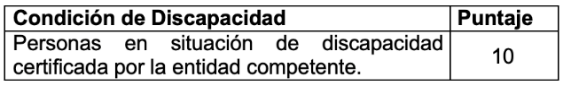 Condición de Discapacidad Puntaje
Personas en situación de discapacidad
certificada por la entidad competente. 10